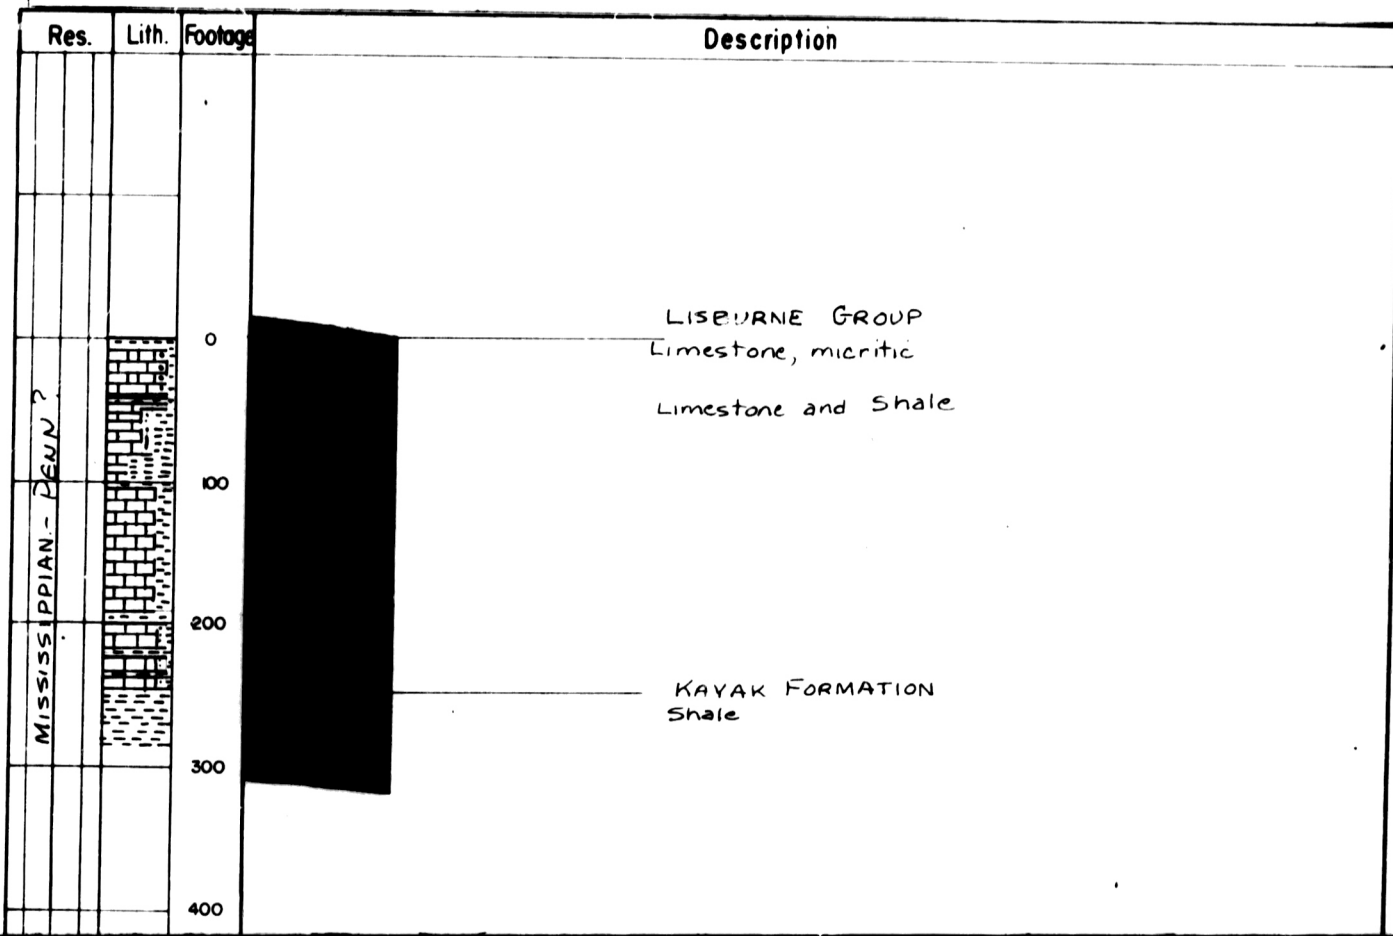 Res. Lith. Footage Description
0
100
200
300
400
MISSISSIPPIAN.- PENN?
LISBURNE GROUP
Limestone, micritic
Limestone and Shale
KAYAK FORMATION
Shale